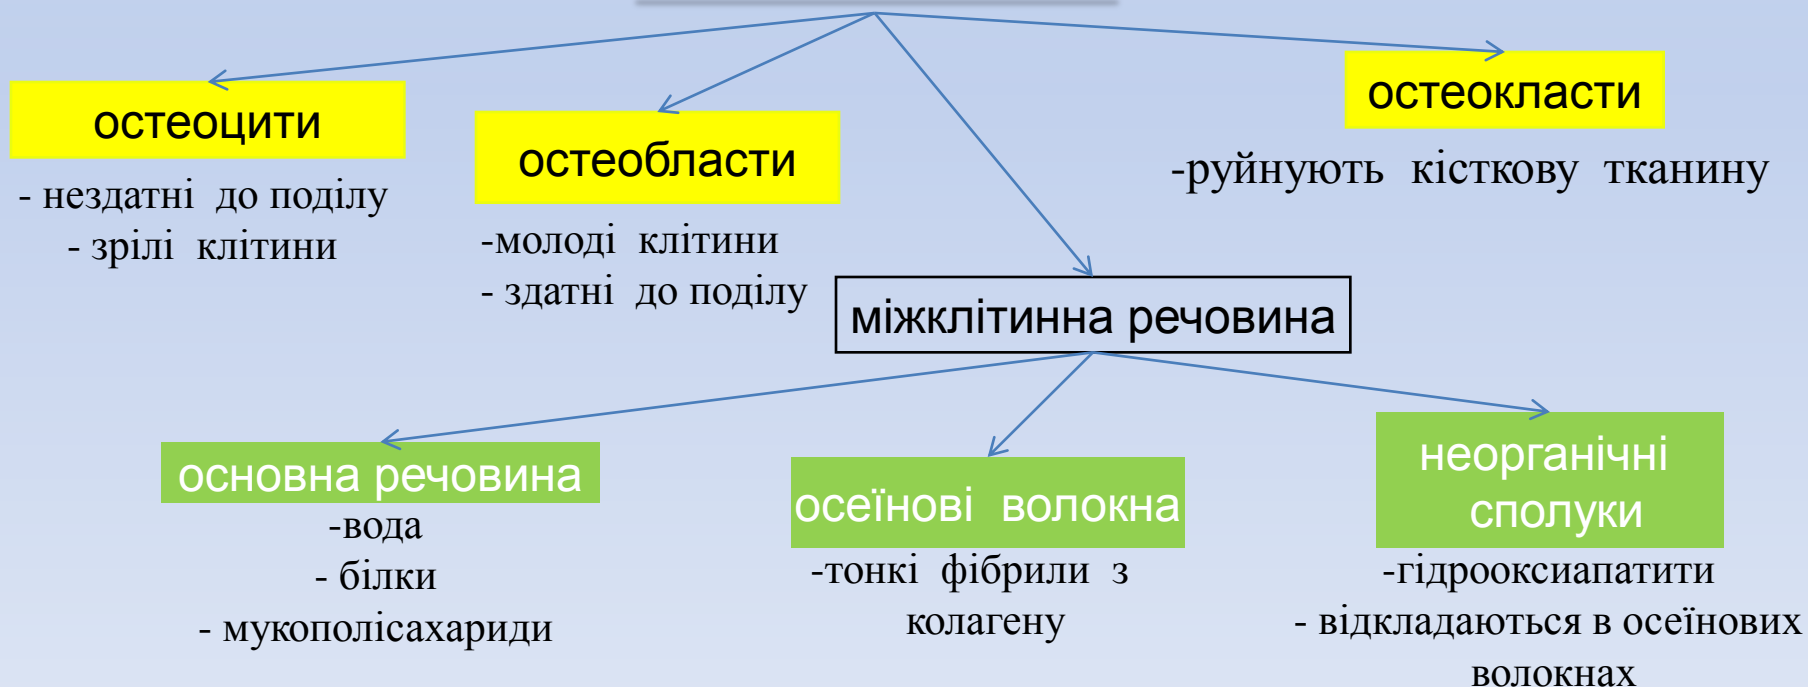 остеоцити
- нездатні до поділу
- зрілі клітини
остеобласти
-молоді клітини
- здатні до поділу
остеокласти
-руйнують кісткову тканину
міжклітинна речовина
основна речовина
-вода
- білки
- мукополісахариди
осеїнові волокна
-тонкі фібрили з
колагену
неорганічні
сполуки
-гідрооксиапатити
- відкладаються в осеїнових
волокнах